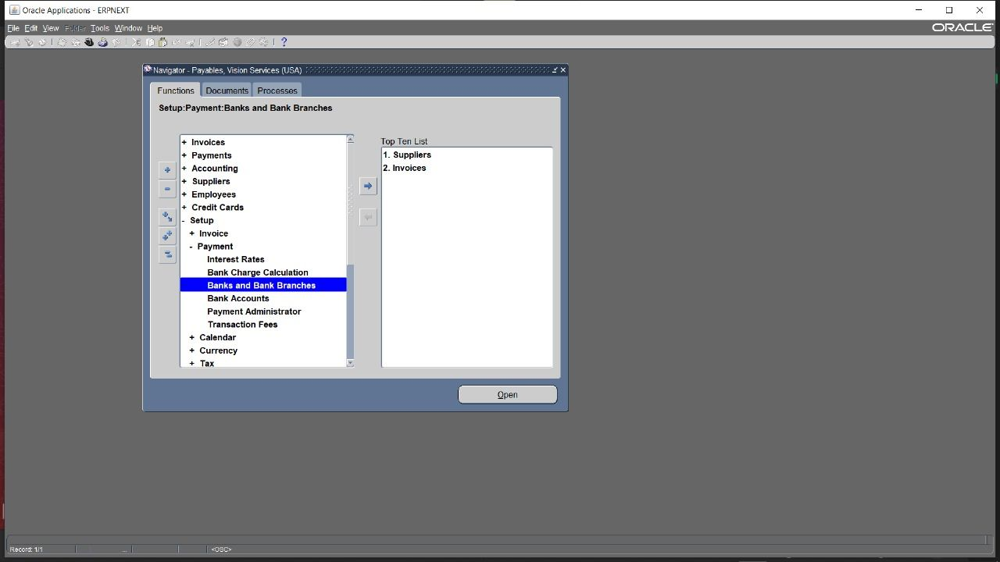 Oracle Applications - ERPNEXT
File Edit View Folder Tools Window Help
ORACLE
Navigator - Payables, Vision Services (USA)
Functions Documents Processes
Setup:Payment:Banks and Bank Branches
+ Invoices
+ Payments
+ Accounting
+ Suppliers
+ Employees
+ Credit Cards
- Setup
+ Invoice
- Payment
Interest Rates
Bank Charge Calculation
Banks and Bank Branches
Bank Accounts
Payment Administrator
Transaction Fees
+ Calendar
+ Currency
+ Tax
Top Ten List
1. Suppliers
2. Invoices
Open
Record: 1/1 ... <OSC>